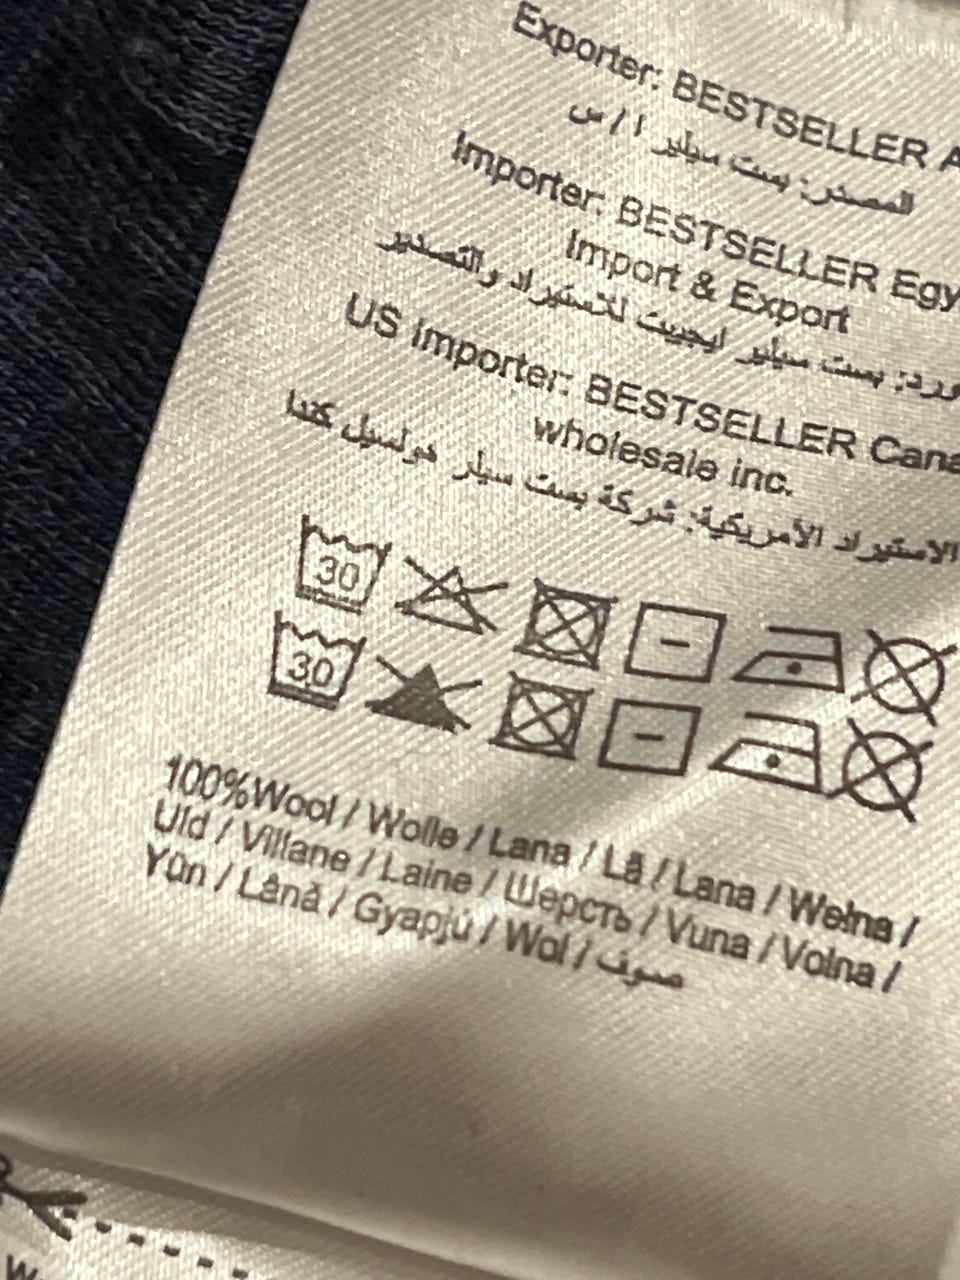 Exporter: BESTSELLER A
المصدر: بست سيلر ا / س
Importer: BESTSELLER Egy
Import & Export
ورد: بست سيلر ايجيبت للاستيراد والتصدير
US importer: BESTSELLER Cana
wholesale inc.
الاستيراد الأمريكية: شركة بست سيلر هولسيل كندا
30
30
100%Wool / Wolle / Lana / Lã / Lana / Wełna /
Uld / Villane / Laine / Шерсть / Vuna / Volna /
Yün / Lână / Gyapjú / Wol / صوف